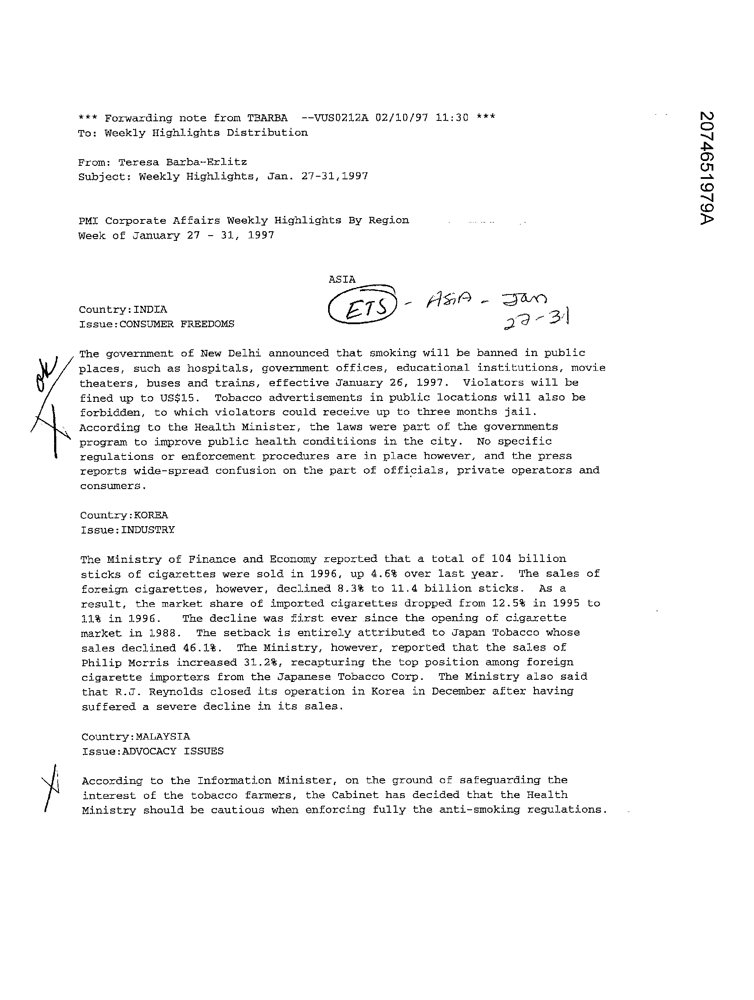 *** Forwarding note from TBARBA --VUS0212A 02/10/97 11:30 ***
To: Weekly Highlights Distribution
From: Teresa Barba-Erlitz
Subject: Weekly Highlights, Jan. 27-31,1997
PMI Corporate Affairs Weekly Highlights By Region
Week of January 27 - 31, 1997
ASIA
ETS - ASIA - Jan
27-31
Country:INDIA
Issue:CONSUMER FREEDOMS
ok
The government of New Delhi announced that smoking will be banned in public
places, such as hospitals, government offices, educational institutions, movie
theaters, buses and trains, effective January 26, 1997.  Violators will be
fined up to US$15.  Tobacco advertisements in public locations will also be
forbidden, to which violators could receive up to three months jail.
According to the Health Minister, the laws were part of the governments
program to improve public health conditiions in the city.  No specific
regulations or enforcement procedures are in place however, and the press
reports wide-spread confusion on the part of officials, private operators and
consumers.
Country:KOREA
Issue:INDUSTRY
The Ministry of Finance and Economy reported that a total of 104 billion
sticks of cigarettes were sold in 1996, up 4.6% over last year.  The sales of
foreign cigarettes, however, declined 8.3% to 11.4 billion sticks.  As a
result, the market share of imported cigarettes dropped from 12.5% in 1995 to
11% in 1996.   The decline was first ever since the opening of cigarette
market in 1988.  The setback is entirely attributed to Japan Tobacco whose
sales declined 46.1%.  The Ministry, however, reported that the sales of
Philip Morris increased 31.2%, recapturing the top position among foreign
cigarette importers from the Japanese Tobacco Corp.  The Ministry also said
that R.J. Reynolds closed its operation in Korea in December after having
suffered a severe decline in its sales.
Country:MALAYSIA
Issue:ADVOCACY ISSUES
According to the Information Minister, on the ground of safeguarding the
interest of the tobacco farmers, the Cabinet has decided that the Health
Ministry should be cautious when enforcing fully the anti-smoking regulations.
2074651979A